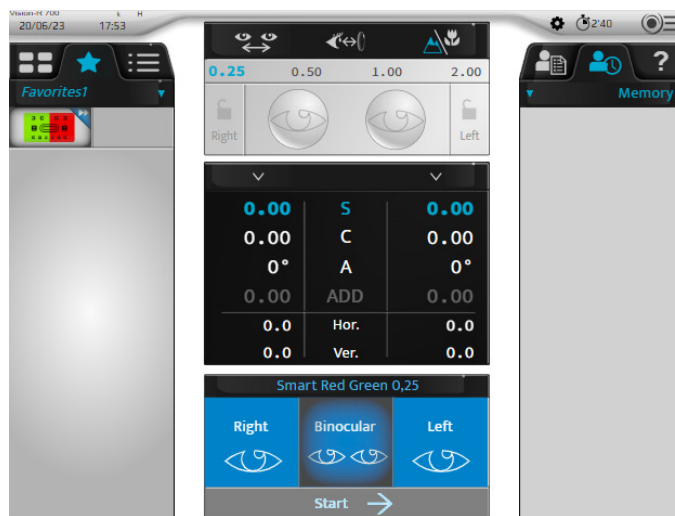 Vision-R 700
20/06/23 17:53
2'40
0.25 0.50 1.00 2.00
Right Left
Favorites1
Memory
?
0.00 S 0.00
0.00 C 0.00
0° A 0°
0.00 ADD 0.00
0.0 Hor. 0.0
0.0 Ver. 0.0
Smart Red Green 0,25
Right Binocular Left
Start